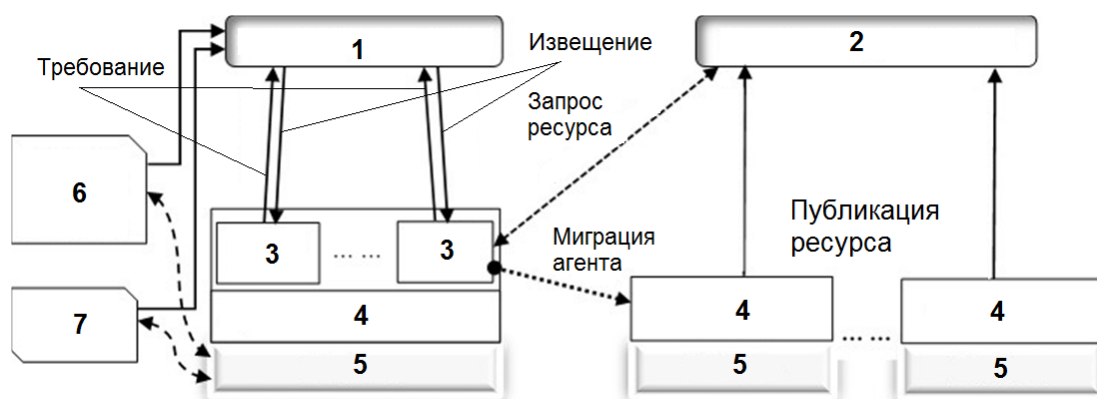 1
2
Требование
Извещение
Запрос
ресурса
6
3
... ...
3
Миграция
агента
Публикация
ресурса
7
4
4
... ...
4
5
5
5